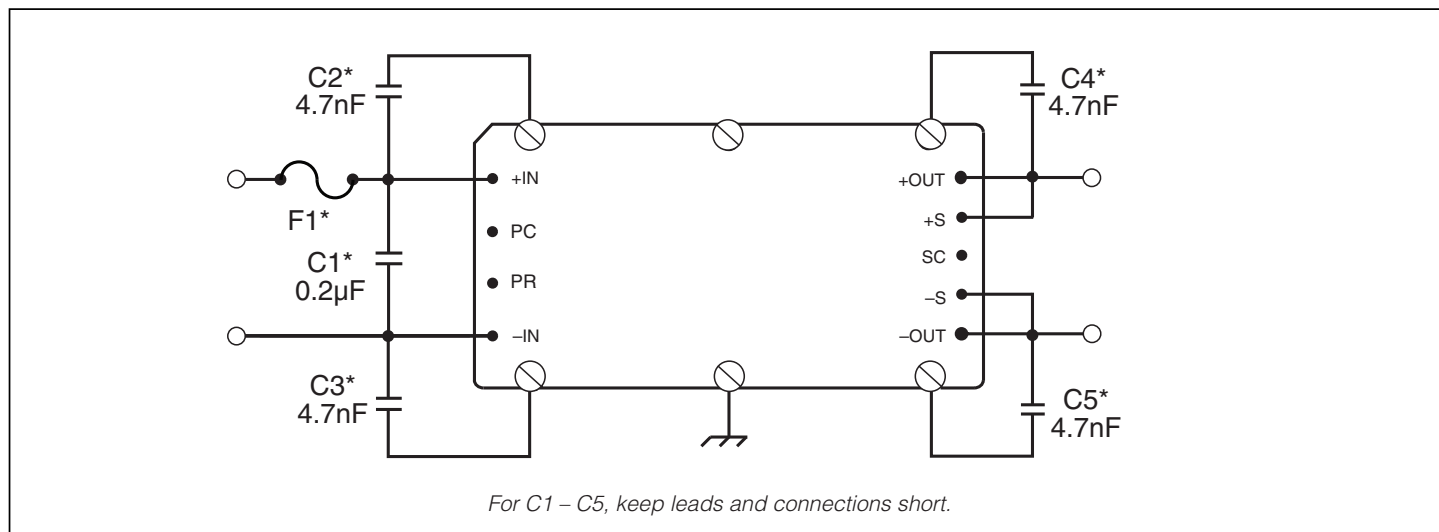 C2*
4.7nF
C4*
4.7nF
+IN
+OUT
F1*
+S
PC
C1*
0.2µF
SC
PR
–S
–IN
–OUT
C3*
4.7nF
C5*
4.7nF
For C1 – C5, keep leads and connections short.